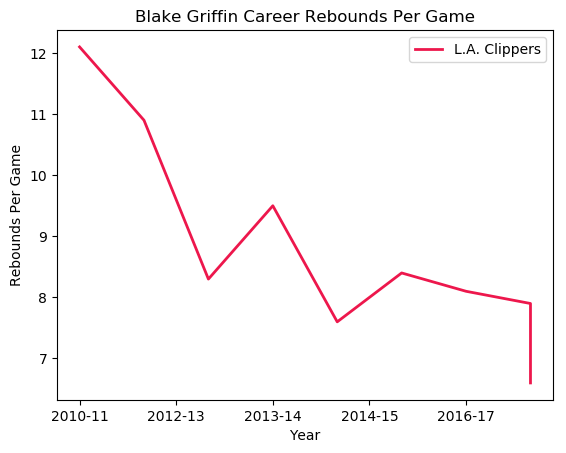 Blake Griffin Career Rebounds Per Game
L.A. Clippers
12
11
10
9
8
7
Rebounds Per Game
2010-11 2012-13 2013-14 2014-15 2016-17
Year